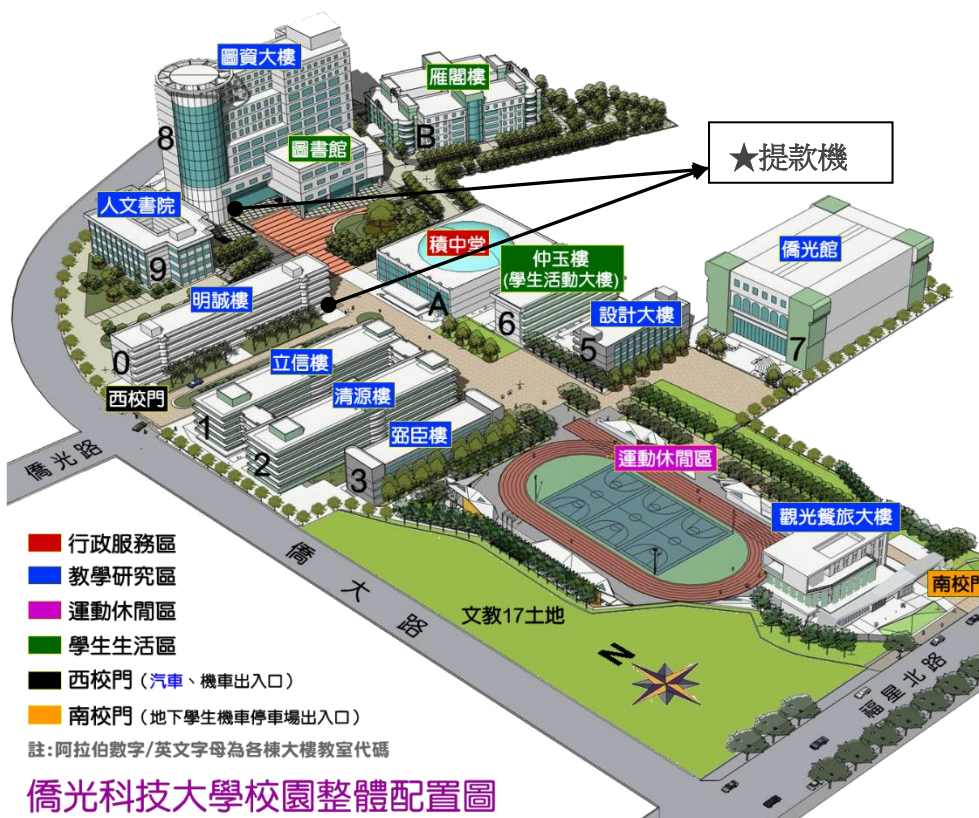 圖資大樓
雁閣樓
8
B
圖書館
★提款機
人文書院
9
積中堂
仲玉樓
(學生活動大樓)
僑光館
明誠樓
A
6
設計大樓
5
7
0
立信樓
西校門
清源樓
1
弼臣樓
2
3
運動休閒區
僑光路
觀光餐旅大樓
南校門
僑大路
文教17土地
N
福星北路
行政服務區
教學研究區
運動休閒區
學生生活區
西校門（汽車、機車出入口）
南校門（地下學生機車停車場出入口）
註:阿拉伯數字/英文字母為各棟大樓教室代碼
僑光科技大學校園整體配置圖